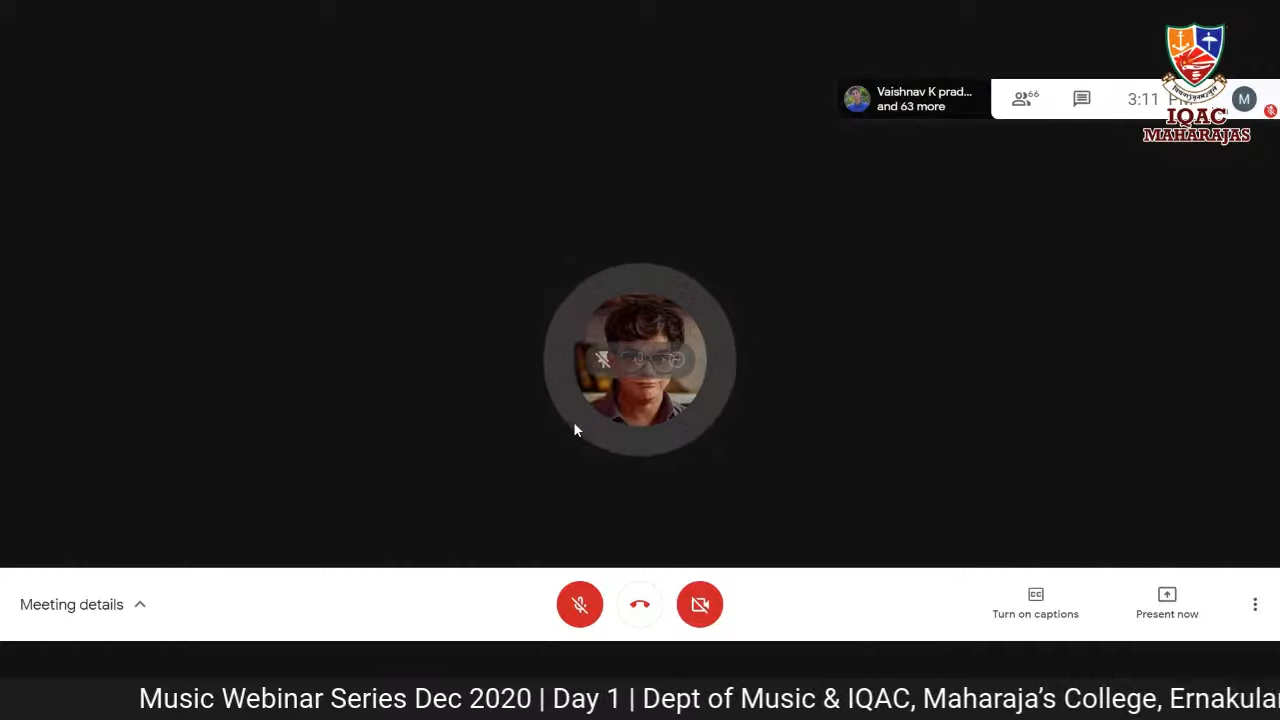 Vaishnav K prad...
and 63 more
66
3:11 P
M
IQAC
MAHARAJAS
Meeting details
Turn on captions
Present now
Music Webinar Series Dec 2020 | Day 1 | Dept of Music & IQAC, Maharaja’s College, Ernakula